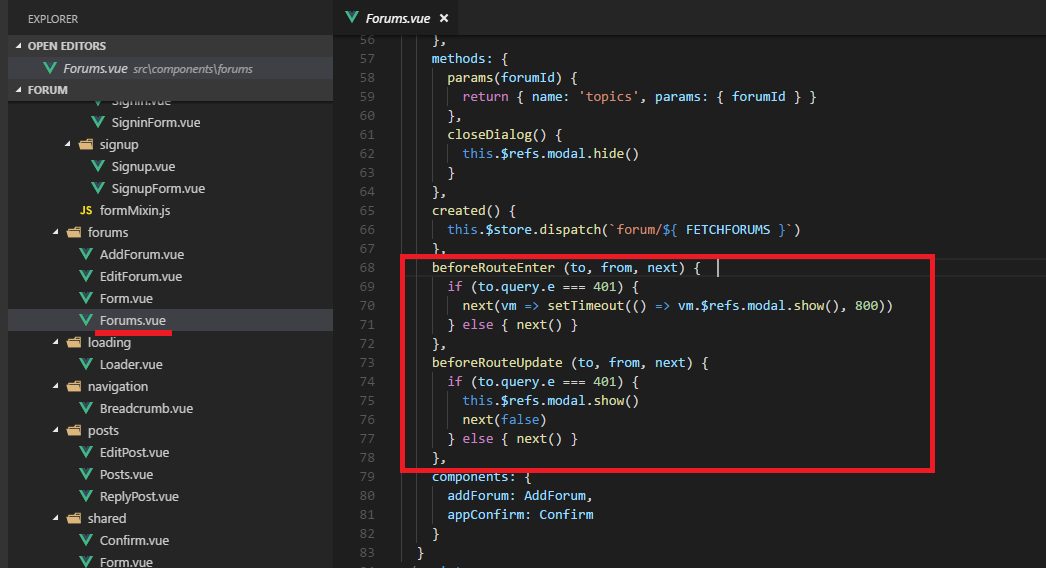 EXPLORER
OPEN EDITORS
Forums.vue src\components\forums
FORUM
Signin.vue
SigninForm.vue
signup
Signup.vue
SignupForm.vue
JS formMixin.js
forums
AddForum.vue
EditForum.vue
Form.vue
Forums.vue
loading
Loader.vue
navigation
Breadcrumb.vue
posts
EditPost.vue
Posts.vue
ReplyPost.vue
shared
Confirm.vue
Form.vue
Forums.vue ×
56 },
57 methods: {
58 params(forumId) {
59 return { name: 'topics', params: { forumId } }
60 },
61 closeDialog() {
62 this.$refs.modal.hide()
63 }
64 },
65 created() {
66 this.$store.dispatch(`forum/${ FETCHFORUMS }`)
67 },
68 beforeRouteEnter (to, from, next) {
69 if (to.query.e === 401) {
70 next(vm => setTimeout(() => vm.$refs.modal.show(), 800))
71 } else { next() }
72 },
73 beforeRouteUpdate (to, from, next) {
74 if (to.query.e === 401) {
75 this.$refs.modal.show()
76 next(false)
77 } else { next() }
78 },
79 components: {
80 addForum: AddForum,
81 appConfirm: Confirm
82 }
83 }